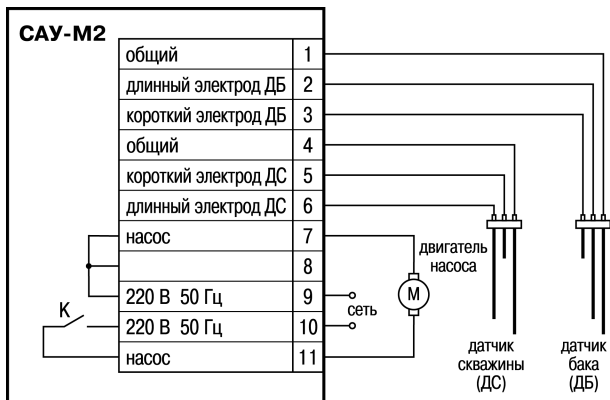 САУ-М2
общий 1
длинный электрод ДБ 2
короткий электрод ДБ 3
общий 4
короткий электрод ДС 5
длинный электрод ДС 6
насос 7
8
220 В 50 Гц 9
220 В 50 Гц 10
насос 11
К
двигатель
насоса
М
сеть
датчик
скважины
(ДС)
датчик
бака
(ДБ)